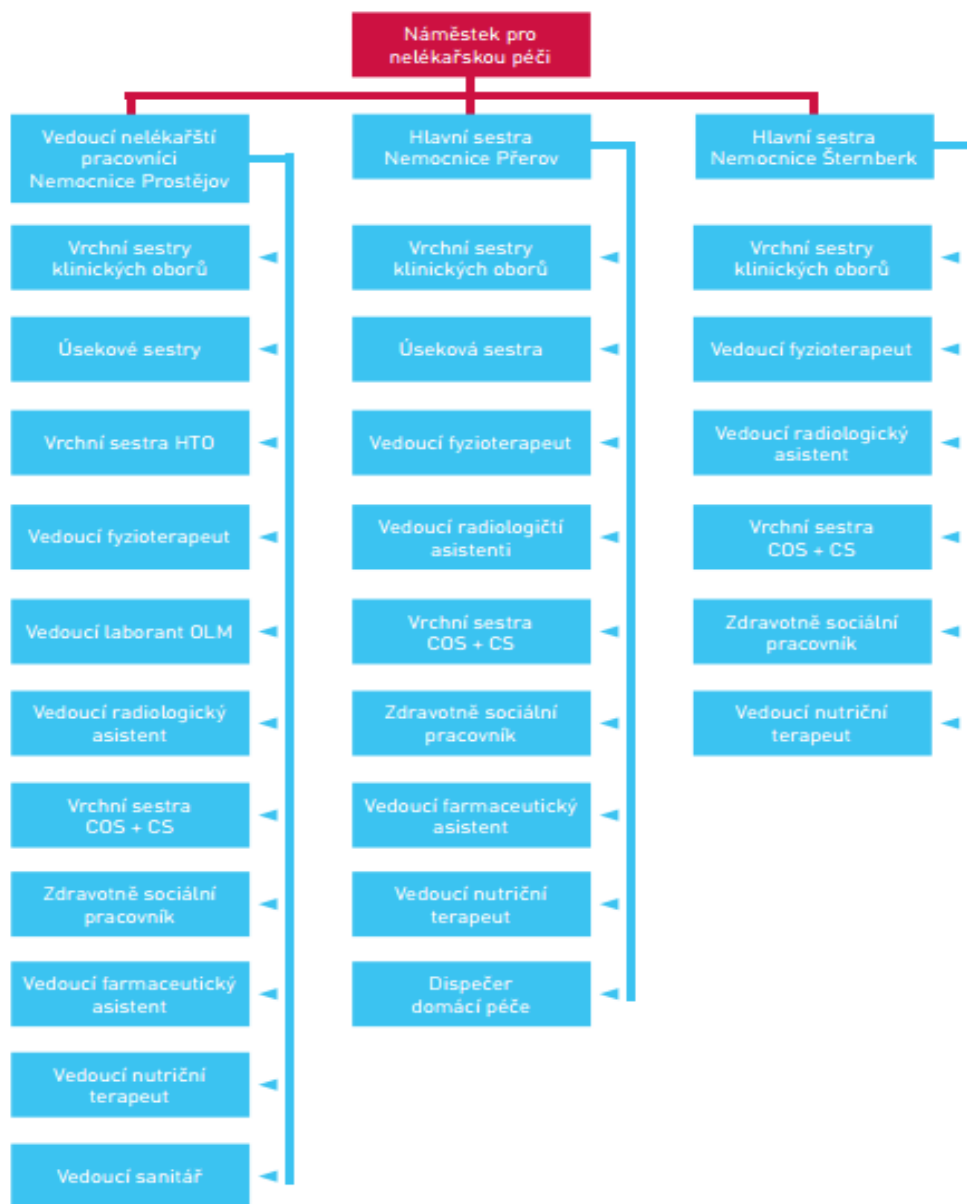 Náměstek pro
nelékařskou péči
Vedoucí nelékařští
pracovníci
Nemocnice Prostějov
Vrchní sestry
klinických oborů
Úsekové sestry
Vrchní sestra HTO
Vedoucí fyzioterapeut
Vedoucí laborant OLM
Vedoucí radiologický
asistent
Vrchní sestra
COS + CS
Zdravotně sociální
pracovník
Vedoucí farmaceutický
asistent
Vedoucí nutriční
terapeut
Vedoucí sanitář
Hlavní sestra
Nemocnice Přerov
Vrchní sestry
klinických oborů
Úseková sestra
Vedoucí fyzioterapeut
Vedoucí radiologičtí
asistenti
Vrchní sestra
COS + CS
Zdravotně sociální
pracovník
Vedoucí farmaceutický
asistent
Vedoucí nutriční
terapeut
Dispečer
domácí péče
Hlavní sestra
Nemocnice Šternberk
Vrchní sestry
klinických oborů
Vedoucí fyzioterapeut
Vedoucí radiologický
asistent
Vrchní sestra
COS + CS
Zdravotně sociální
pracovník
Vedoucí nutriční
terapeut